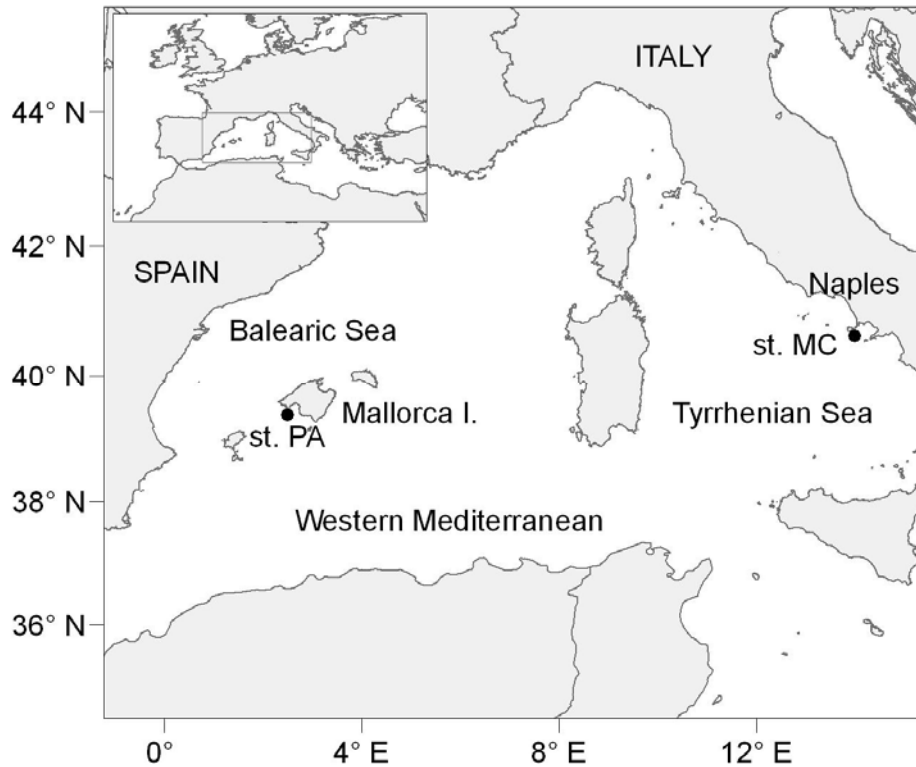 ITALY
44° N
42° N
SPAIN
Naples
Balearic Sea
st. MC
40° N
Mallorca I.
Tyrrhenian Sea
st. PA
38° N
Western Mediterranean
36° N
0°
4° E
8° E
12° E